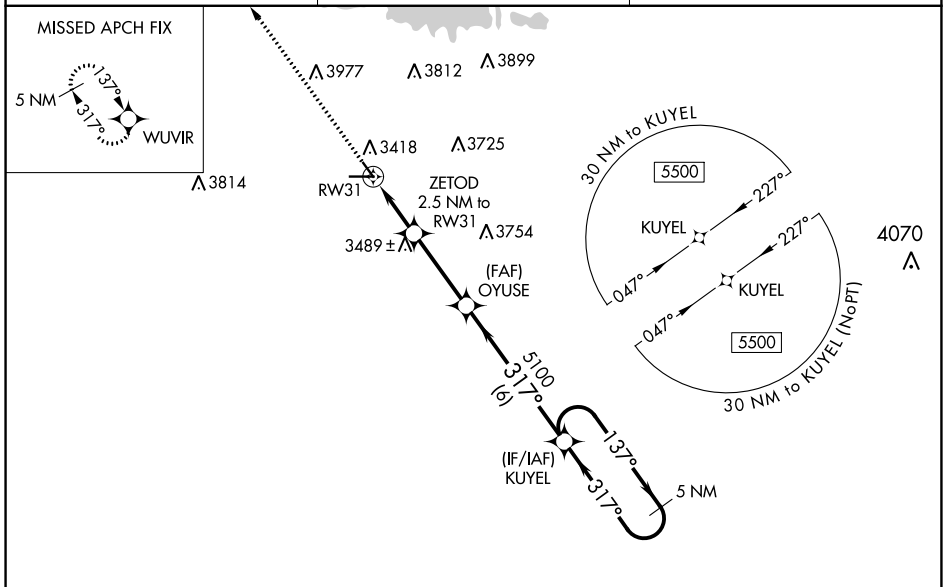 MISSED APCH FIX
5 NM
137°
317°
WUVIR
3977
3812
3899
3418
3725
3814
RW31
ZETOD
2.5 NM to
RW31
3489 ±
3754
(FAF)
OYUSE
5100
317°
(6)
(IF/IAF)
KUYEL
137°
317°
5 NM
30 NM to KUYEL
5500
227°
KUYEL
047°
227°
KUYEL
047°
5500
30 NM to KUYEL (NoPT)
4070